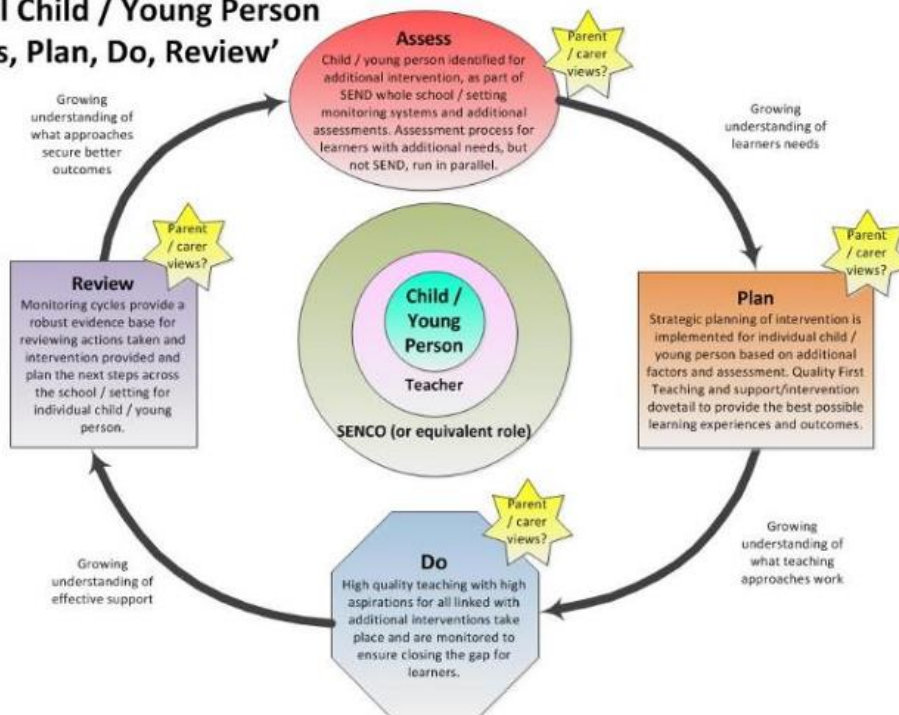 l Child / Young Person
s, Plan, Do, Review’
Assess
Child / young person identified for
additional intervention, as part of
SEND whole school / setting
monitoring systems and additional
assessments. Assessment process for
learners with additional needs, but
not SEND, run in parallel.
Parent
/ carer
views?
Growing
understanding of
what approaches
secure better
outcomes
Growing
understanding of
learners needs
Parent
/ carer
views?
Review
Monitoring cycles provide a
robust evidence base for
reviewing actions taken and
intervention provided and
plan the next steps across
the school / setting for
individual child / young
person.
Child /
Young
Person
Teacher
SENCO (or equivalent role)
Parent
/ carer
views?
Plan
Strategic planning of intervention is
implemented for individual child /
young person based on additional
factors and assessment. Quality First
Teaching and support/intervention
dovetail to provide the best possible
learning experiences and outcomes.
Parent
/ carer
views?
Do
High quality teaching with high
aspirations for all linked with
additional interventions take
place and are monitored to
ensure closing the gap for
learners.
Growing
understanding of
effective support
Growing
understanding of
what teaching
approaches work